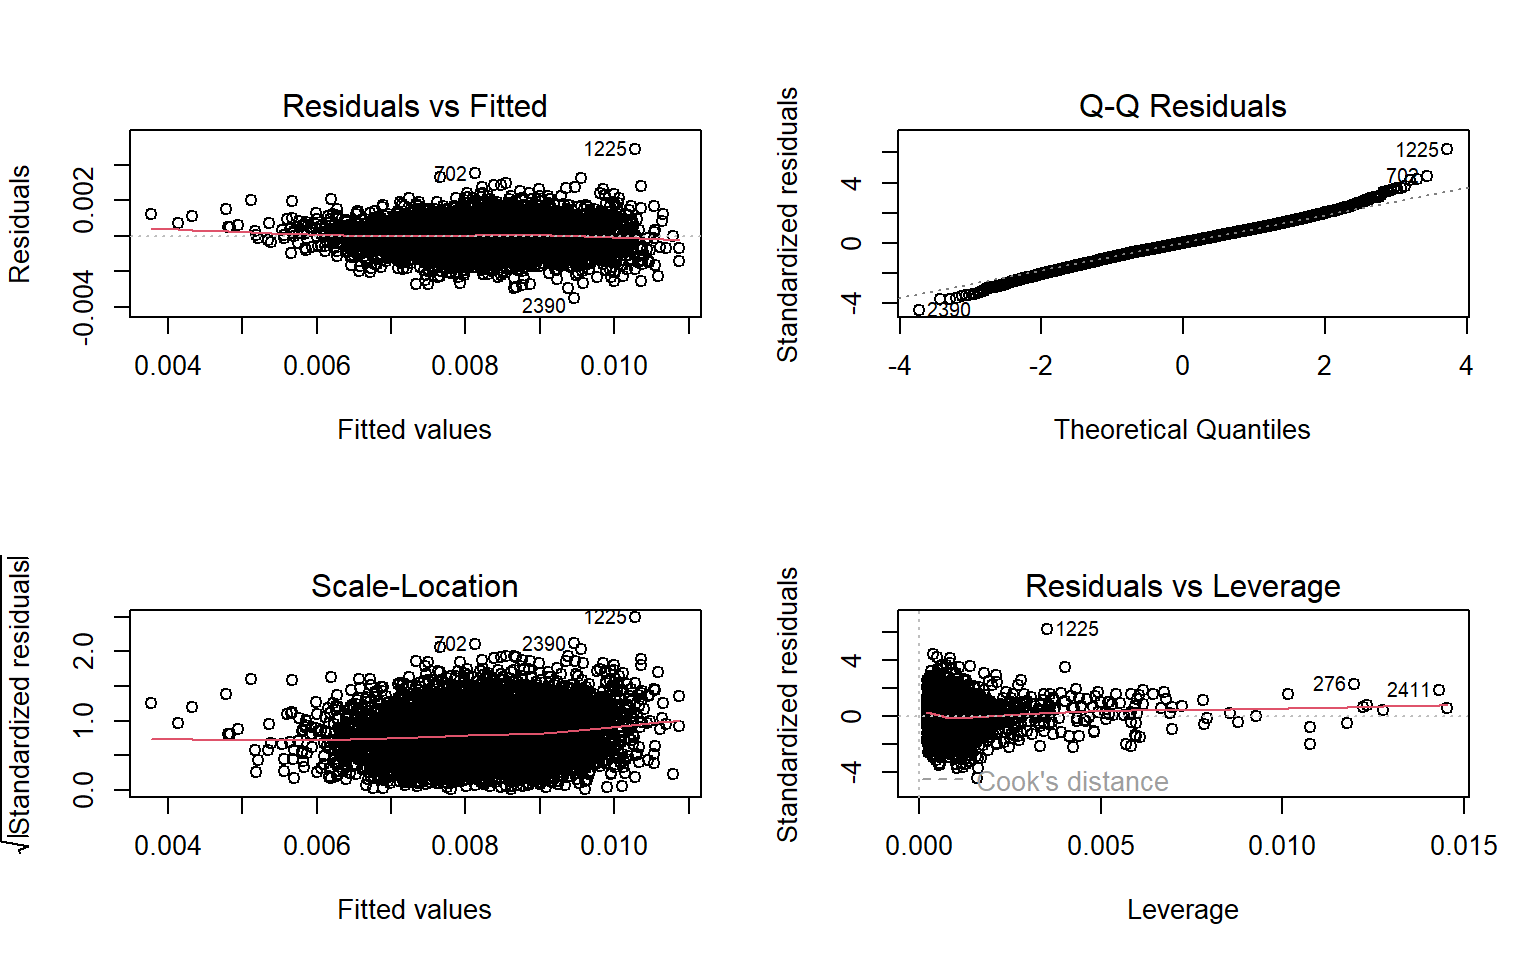 Residuals vs Fitted
Residuals
-0.004 0.002
1225
702
2390
0.004 0.006 0.008 0.010
Fitted values
Q-Q Residuals
Standardized residuals
-4 0 4
1225
702
2390
-4 -2 0 2 4
Theoretical Quantiles
Scale-Location
√|Standardized residuals|
0.0 1.0 2.0
1225
702
2390
0.004 0.006 0.008 0.010
Fitted values
Residuals vs Leverage
Standardized residuals
-4 0 4
1225
276
2411
Cook's distance
0.000 0.005 0.010 0.015
Leverage